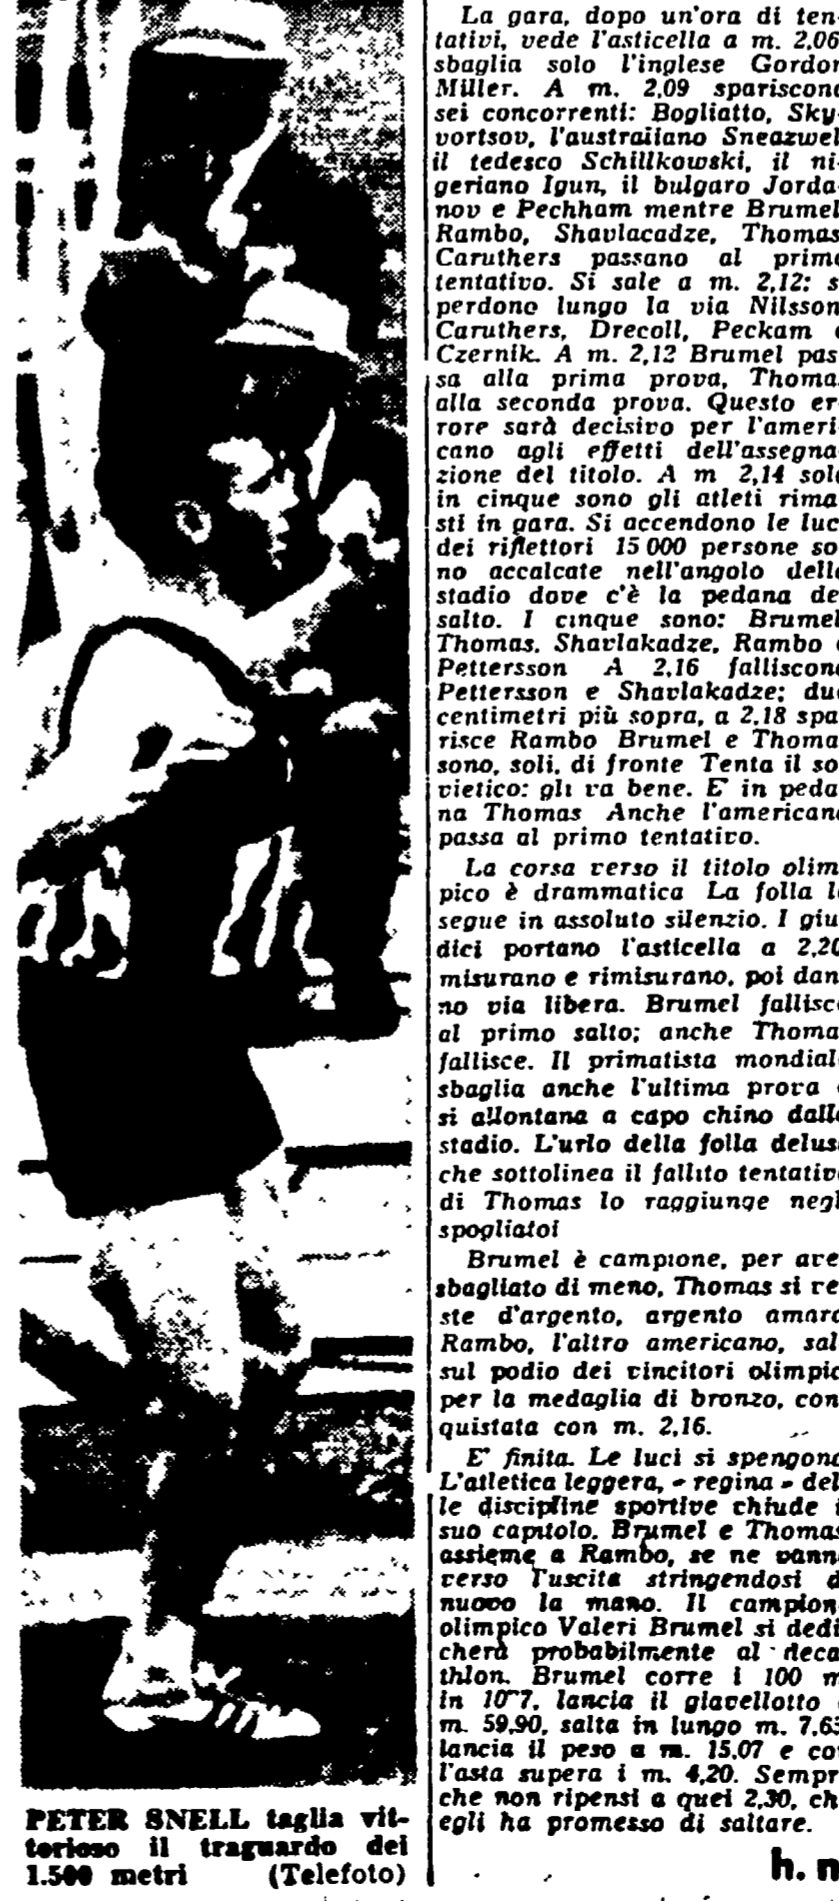 La gara, dopo un'ora di ten-
tativi, vede l'asticella a m. 2.06
sbaglia solo l'inglese Gordon
Miller. A m. 2,09 spariscono
sei concorrenti: Bogliatto, Sky-
vortsov, l'australiano Sneazwel
il tedesco Schillkowski, il ni-
geriano Igun, il bulgaro Jorda-
nov e Pechham mentre Brumel
Rambo, Shavlacadze, Thomas
Caruthers passano al primo
tentativo. Si sale a m. 2,12: s
perdono lungo la via Nilsson
Caruthers, Drecoll, Peckam e
Czernik. A m. 2,12 Brumel pas-
sa alla prima prova, Thomas
alla seconda prova. Questo er-
rore sarà decisivo per l'ameri-
cano agli effetti dell'assegna-
zione del titolo. A m 2,14 solo
in cinque sono gli atleti rima-
sti in gara. Si accendono le luci
dei riflettori 15 000 persone so-
no accalcate nell'angolo dello
stadio dove c'è la pedana del
salto. I cinque sono: Brumel
Thomas. Shavlakadze, Rambo e
Pettersson A 2.16 falliscono
Pettersson e Shavlakadze; due
centimetri più sopra, a 2.18 spa-
risce Rambo Brumel e Thomas
sono, soli, di fronte Tenta il so-
vietico: gli va bene. E' in peda-
na Thomas Anche l'americano
passa al primo tentativo.
La corsa verso il titolo olim-
pico è drammatica La folla la
segue in assoluto silenzio. I giu-
dici portano l'asticella a 2,20
misurano e rimisurano, poi dan-
no via libera. Brumel fallisce
al primo salto; anche Thomas
fallisce. Il primatista mondiale
sbaglia anche l'ultima prova e
si allontana a capo chino dallo
stadio. L'urlo della folla delusa
che sottolinea il fallito tentativo
di Thomas lo raggiunge negli
spogliatoi
Brumel è campione, per aver
sbagliato di meno, Thomas si ve-
ste d'argento, argento amaro
Rambo, l'altro americano, sale
sul podio dei vincitori olimpici
per la medaglia di bronzo, con-
quistata con m. 2,16.
E' finita. Le luci si spengono
L'atletica leggera, « regina » del-
le discipline sportive chiude il
suo capitolo. Brumel e Thomas
assieme a Rambo, se ne vanno
verso l'uscita stringendosi di
nuovo la mano. Il campione
olimpico Valeri Brumel si dedi-
cherà probabilmente al deca-
thlon. Brumel corre i 100 m
in 10"7, lancia il giavellotto a
m. 59,90, salta in lungo m. 7,65
lancia il peso a m. 15,07 e con
l'asta supera i m. 4,20. Sempre
che non ripensi a quei 2,30, che
egli ha promesso di saltare.
h. n
PETER SNELL taglia vit-
torioso il traguardo dei
1.500 metri (Telefoto)